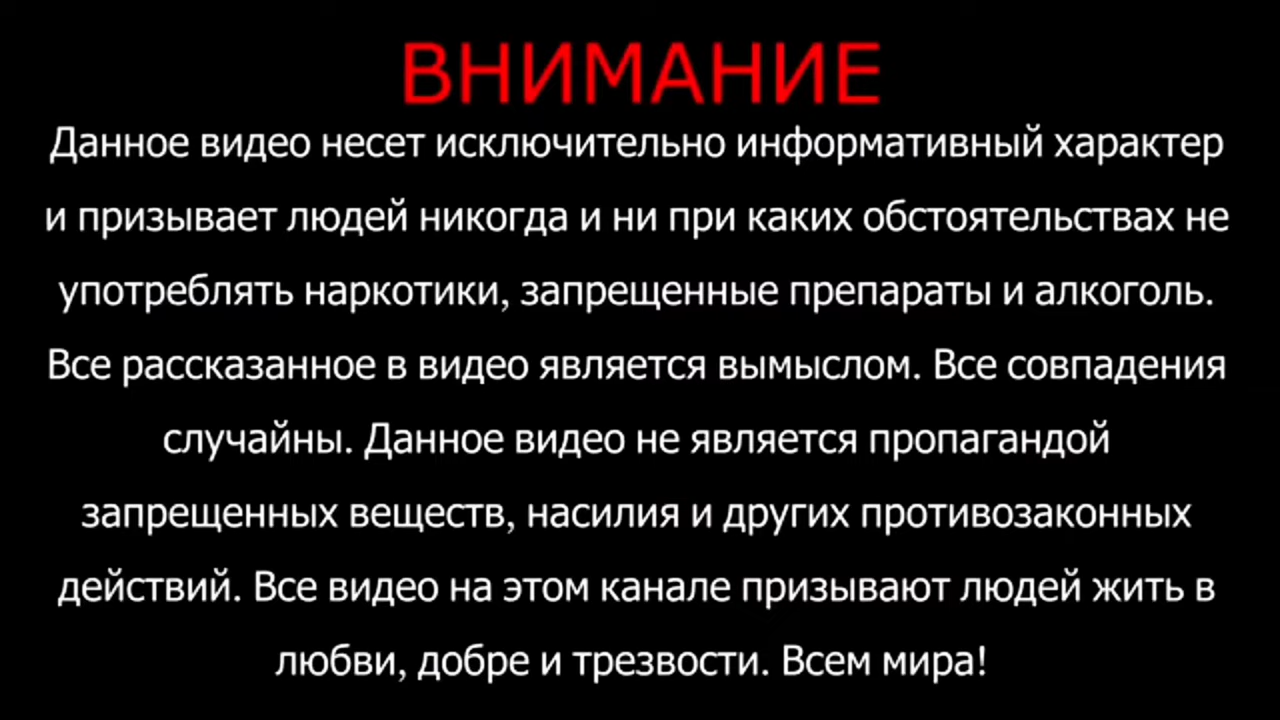 ВНИМАНИЕ
Данное видео несет исключительно информативный характер
и призывает людей никогда и ни при каких обстоятельствах не
употреблять наркотики, запрещенные препараты и алкоголь.
Все рассказанное в видео является вымыслом. Все совпадения
случайны. Данное видео не является пропагандой
запрещенных веществ, насилия и других противозаконных
действий. Все видео на этом канале призывают людей жить в
любви, добре и трезвости. Всем мира!